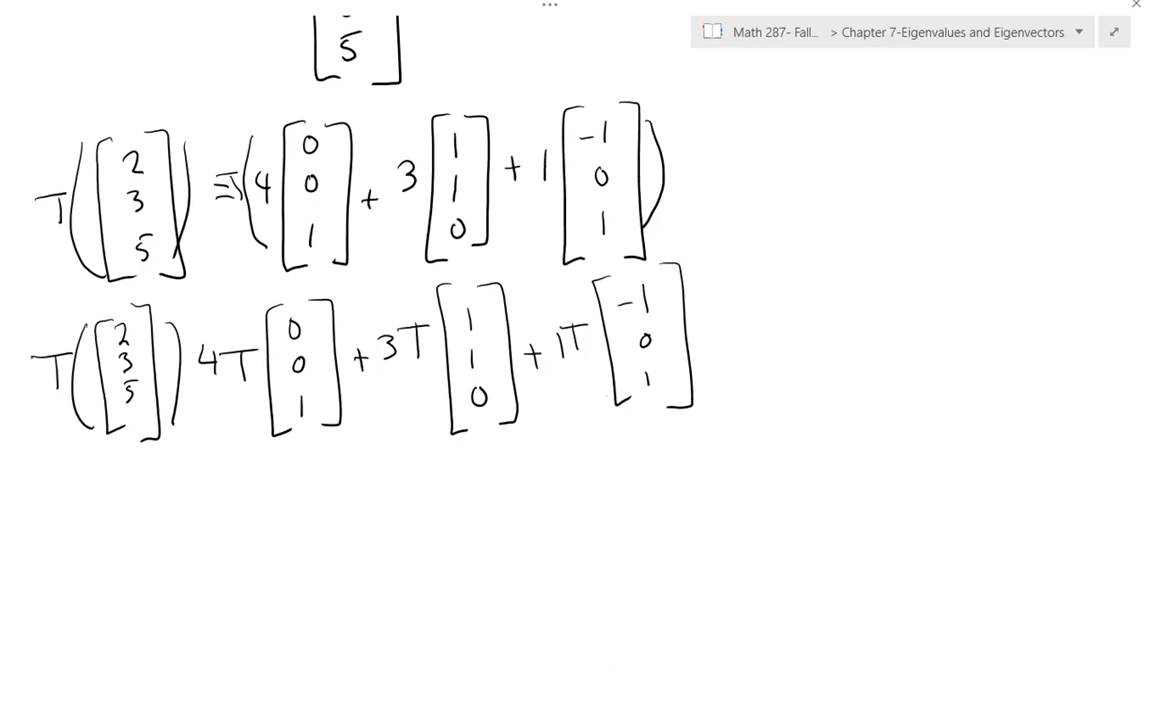 Math 287- Fall... > Chapter 7-Eigenvalues and Eigenvectors
[5]
T([2 3 5]) = T(4[0 0 1] + 3[1 1 0] + 1[-1 0 1])
T([2 3 5]) 4T[0 0 1] + 3T[1 1 0] + 1T[-1 0 1]